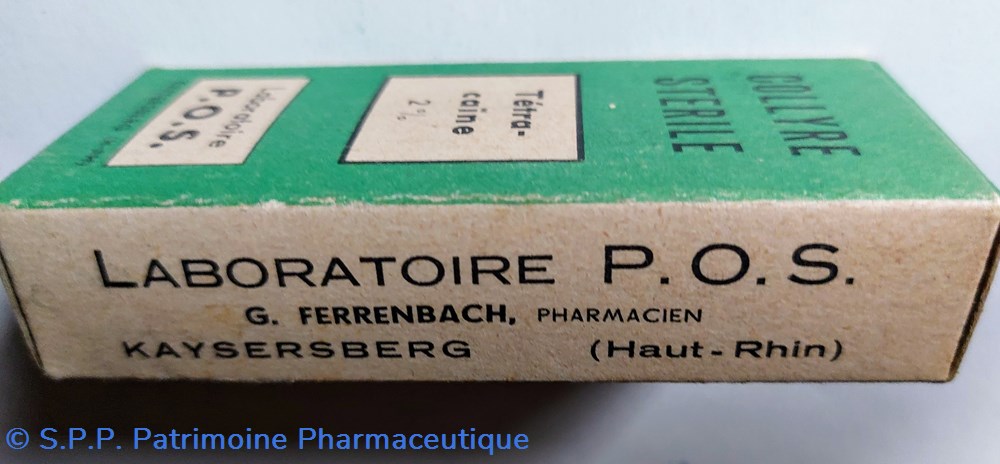 COLLYRE
STERILE
Tétra-
caïne
2%
Laboratoire
P.O.S.
LABORATOIRE P.O.S.
G. FERRENBACH, PHARMACIEN
KAYSERSBERG (Haut-Rhin)
© S.P.P. Patrimoine Pharmaceutique